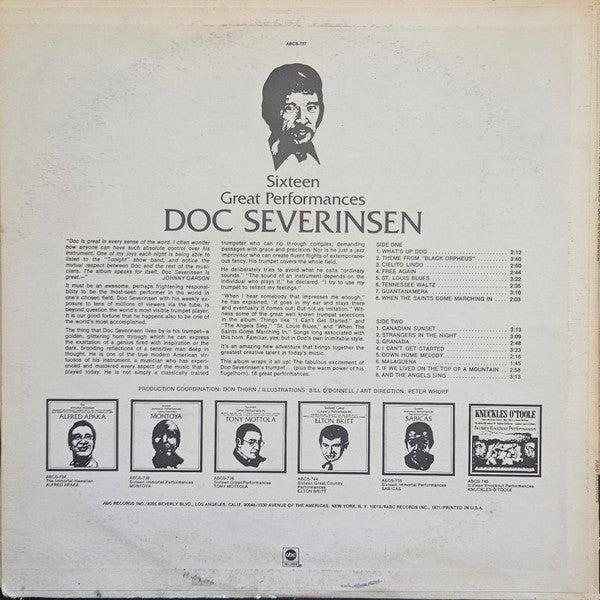 ABCS-737
Sixteen
Great Performances
DOC SEVERINSEN
"Doc is great in every sense of the word. I often wonder
how anyone can have such absolute control over his
instrument. One of my joys each night is being able to
listen to the "Tonight" show band, and notice the
mutual respect between Doc and the rest of the musi-
cians. The album speaks for itself. Doc Severinsen is
great.—" JOHNNY CARSON
It must be an awesome, perhaps frightening responsi-
bility to be the most-seen performer in the world in
one's chosen field. Doc Severinsen with his weekly ex-
posure to tens of millions of viewers via the tube, is
beyond question the world's most visible trumpet player.
It is our good fortune that he happens also to be one of
the world's most accomplished.
The thing that Doc Severinsen lives by is his trumpet—a
golden, glittering horn through which he can express
the exaltation of a genius fired with inspiration or the
dark, brooding reflections of a sensitive man deep in
thought. He is one of the true modern American vir-
tuosos of his instrument, a musician who has experi-
enced and mastered every aspect of the music that is
played today. He is not simply a classically trained
trumpeter who can rip through complex, demanding
passages with grace and precision. Nor is he just a jazz
improvisor who can create fluent flights of extempora-
neous fancy. His trumpet covers the whole field.
He deliberately tries to avoid what he calls "ordinary
sounds." "The sound of an instrument depends on the
individual who plays it," he declared. "I try to use my
trumpet to reflect my feelings."
"When I hear somebody that impresses me enough,"
he has explained, "it goes in my ear and stays there
and eventually it comes out. But not as imitation." Wit-
ness some of the great well known trumpet selections
in the album. Things like "I Can't Get Started," and
"The Angels Sing," "St. Louis Blues," and "When The
Saints Come Marching In." Songs long associated with
this horn. Familiar, yes, but in Doc's own inimitable style.
It's an amazing new adventure that brings together the
greatest creative talent in today's music.
This album wraps it all up! The fabulous excitement of
Doc Severinsen's trumpet . . . (plus the warm power of his
flugelhorn). 16 great performances.
SIDE ONE
1. WHAT'S UP DOC 2:12
2. THEME FROM "BLACK ORPHEUS" 3:40
3. CIELITO LINDO 2:50
4. FREE AGAIN 2:44
5. ST. LOUIS BLUES 3:22
6. TENNESSEE WALTZ 2:35
7. GUANTANAMERA 3:10
8. WHEN THE SAINTS COME MARCHING IN 2:03
SIDE TWO
1. CANADIAN SUNSET 3:13
2. STRANGERS IN THE NIGHT 3:09
3. GRANADA 2:48
4. I CAN'T GET STARTED 3:23
5. DOWN HOME MELODY 2:16
6. MALAGUENA 1:45
7. IF WE LIVED ON THE TOP OF A MOUNTAIN 2:58
8. AND THE ANGELS SING 3:13
PRODUCTION COORDINATION: DON THORN / ILLUSTRATIONS: BILL O'DONNELL / ART DIRECTION: PETER WHORF
ALFRED APAKA
MONTOYA
TONY MOTTOLA
ELTON BRITT
SABICAS
KNUCKLES O'TOOLE
Sixteen Knockout Performances
The Immortal Hawaiian
ALFRED APAKA
Sixteen Immortal Performances
MONTOYA
Sixteen Great Performances
TONY MOTTOLA
ABCS-744
Sixteen Great Country
Performances
ELTON BRITT
Sixteen Immortal Performances
SABICAS
Sixteen Knockout Performances
KNUCKLES O'TOOLE
ABC RECORDS INC./8255 BEVERLY BLVD., LOS ANGELES, CALIF. 90048/1330 AVENUE OF THE AMERICAS, NEW YORK, N. Y. 10019/©ABC RECORDS INC., 1971/PRINTED IN U.S.A.
abc
RECORDS